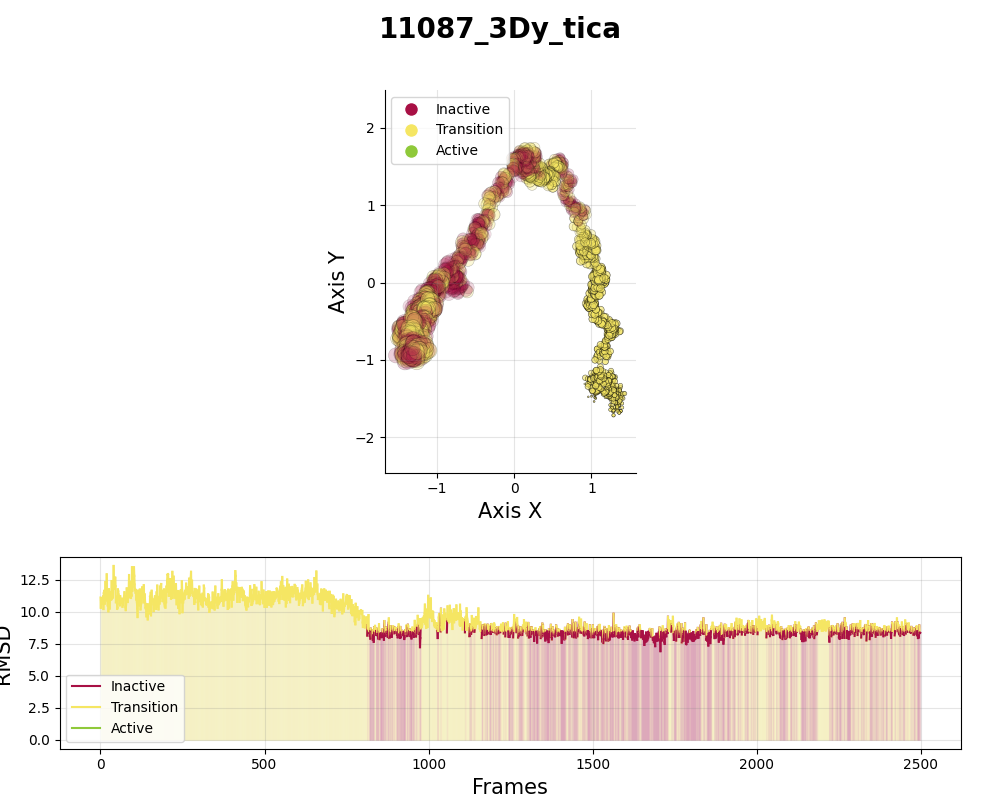 11087_3Dy_tica
Inactive
Transition
Active
2
1
0
−1
−2
Axis Y
−1 0 1
Axis X
12.5
10.0
7.5
5.0
2.5
0.0
RMSD
Inactive
Transition
Active
0 500 1000 1500 2000 2500
Frames